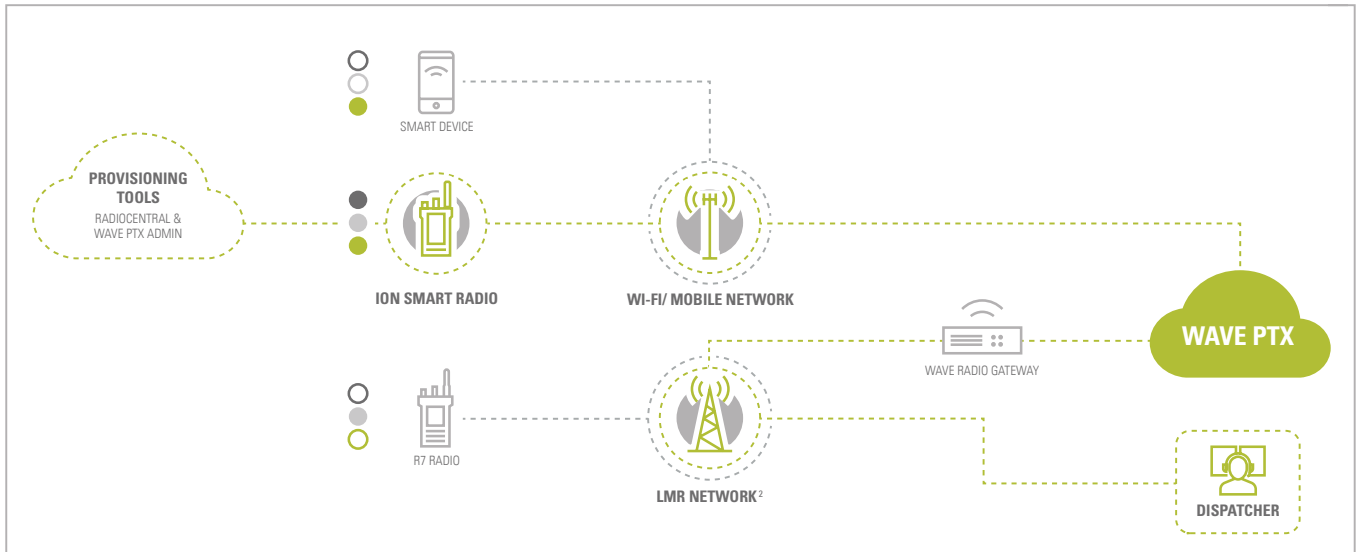 SMART DEVICE
PROVISIONING
TOOLS
RADIOCENTRAL &
WAVE PTX ADMIN
ION SMART RADIO
WI-FI/ MOBILE NETWORK
WAVE PTX
WAVE RADIO GATEWAY
R7 RADIO
LMR NETWORK²
DISPATCHER